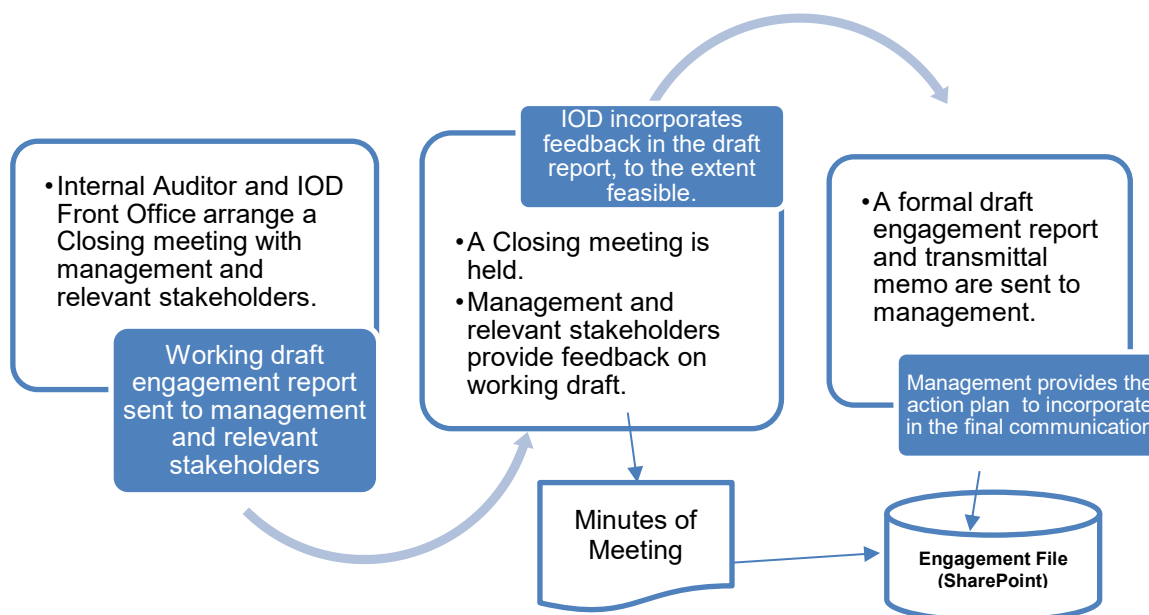 •Internal Auditor and IOD
Front Office arrange a
Closing meeting with
management and
relevant stakeholders.
Working draft
engagement report
sent to management
and relevant
stakeholders
IOD incorporates
feedback in the draft
report, to the extent
feasible.
•A Closing meeting is
held.
•Management and
relevant stakeholders
provide feedback on
working draft.
•A formal draft
engagement report
and transmittal
memo are sent to
management.
Management provides the
action plan to incorporate
in the final communication
Minutes of
Meeting
Engagement File
(SharePoint)